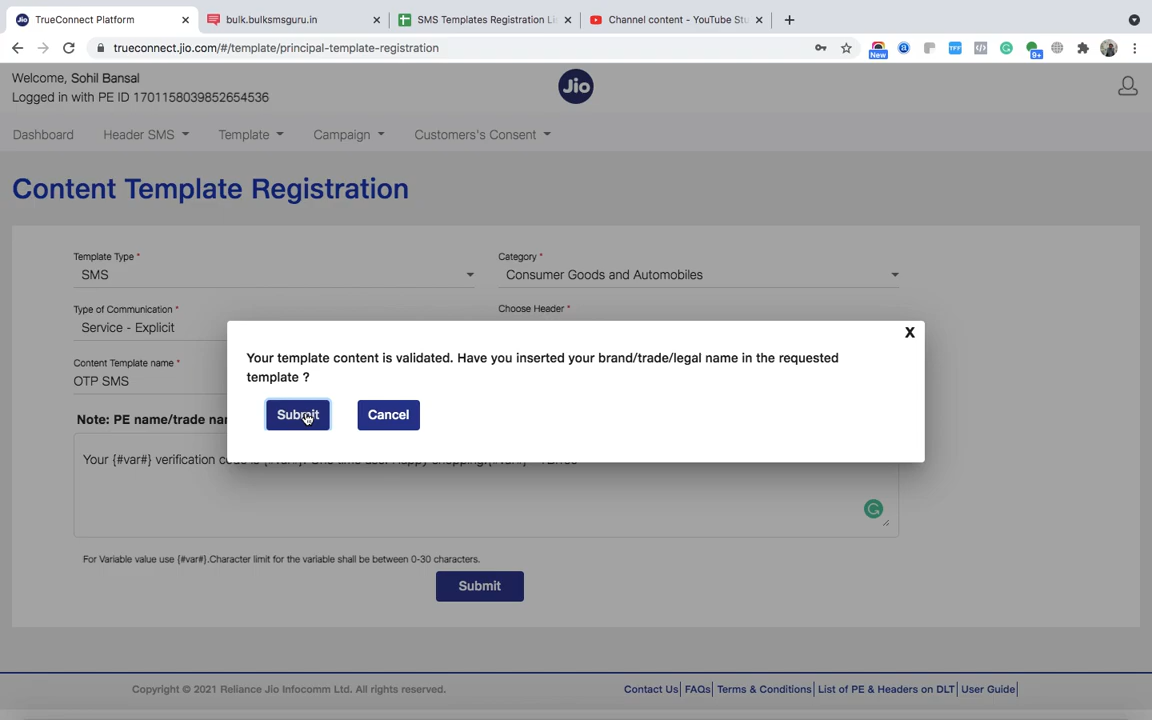 TrueConnect Platform
bulk.bulksmsguru.in
SMS Templates Registration Li
Channel content - YouTube Stu
trueconnect.jio.com/#/template/principal-template-registration
New
TFF
9+
Welcome, Sohil Bansal
Logged in with PE ID 1701158039852654536
Jio
Dashboard
Header SMS
Template
Campaign
Customers's Consent
Content Template Registration
Template Type *
SMS
Category *
Consumer Goods and Automobiles
Type of Communication *
Service - Explicit
Choose Header *
X
Your template content is validated. Have you inserted your brand/trade/legal name in the requested
template ?
Submit
Cancel
Content Template name *
OTP SMS
Note: PE name/trade nar
Your {#var#} verification
For Variable value use {#var#}.Character limit for the variable shall be between 0-30 characters.
Submit
Copyright © 2021 Reliance Jio Infocomm Ltd. All rights reserved.
Contact Us| FAQs| Terms & Conditions| List of PE & Headers on DLT| User Guide|